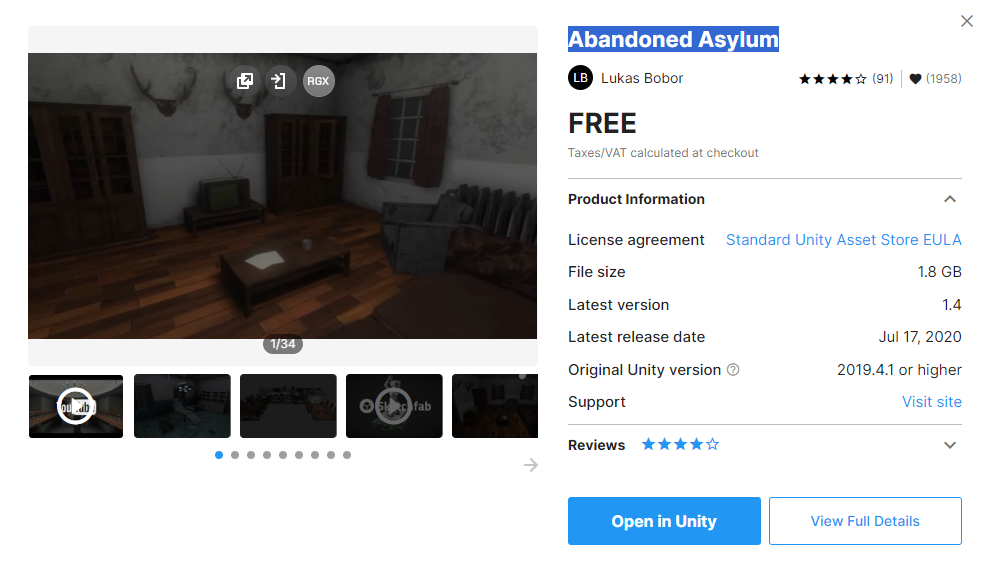 Abandoned Asylum
LB Lukas Bobor (91) (1958)
FREE
Taxes/VAT calculated at checkout
Product Information
License agreement Standard Unity Asset Store EULA
File size 1.8 GB
Latest version 1.4
Latest release date Jul 17, 2020
Original Unity version ? 2019.4.1 or higher
Support Visit site
Reviews
Open in Unity View Full Details
RGX
1/34
YouTube Sketchfab